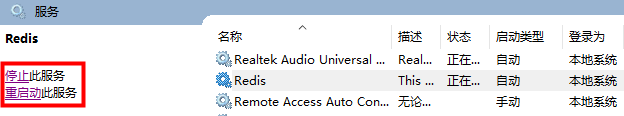 服务
Redis
停止此服务
重启动此服务
名称 描述 状态 启动类型 登录为
Realtek Audio Universal ... Real... 正在... 自动 本地系统
Redis This ... 正在... 自动 本地系统
Remote Access Auto Con... 无论... 手动 本地系统